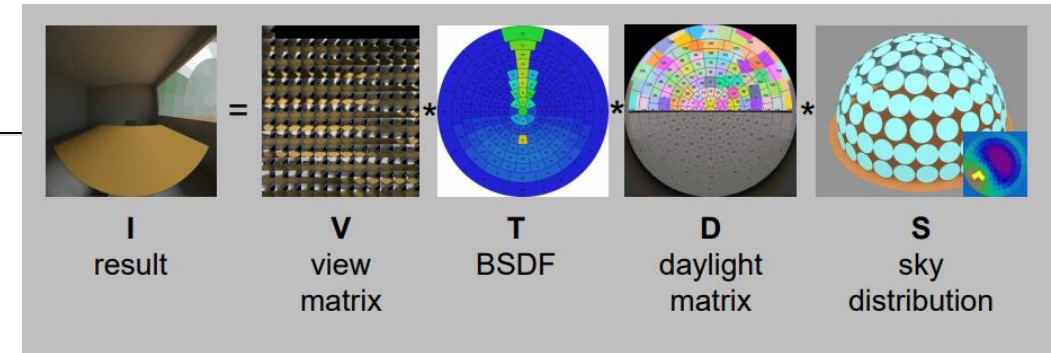 = * * *
I V T D S
result view BSDF daylight sky
matrix matrix distribution